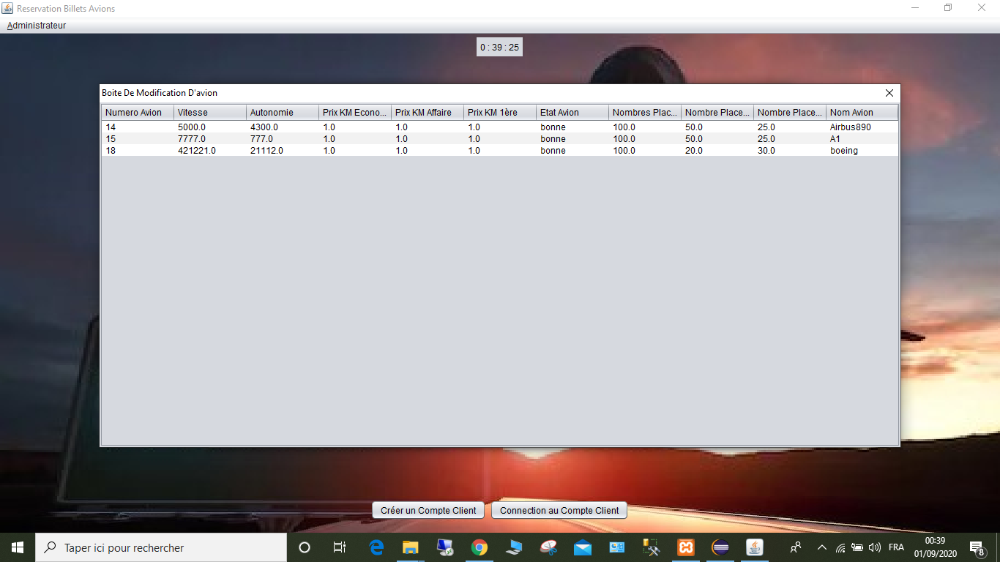 Reservation Billets Avions
Administrateur
0 : 39 : 25
Boite De Modification D'avion
Numero Avion Vitesse Autonomie Prix KM Econo... Prix KM Affaire Prix KM 1ère Etat Avion Nombres Plac... Nombre Place... Nombre Place... Nom Avion
14 5000.0 4300.0 1.0 1.0 1.0 bonne 100.0 50.0 25.0 Airbus890
15 7777.0 777.0 1.0 1.0 1.0 bonne 100.0 50.0 25.0 A1
18 421221.0 21112.0 1.0 1.0 1.0 bonne 100.0 20.0 30.0 boeing
Créer un Compte Client Connection au Compte Client
Taper ici pour rechercher
FRA
00:39
01/09/2020
8